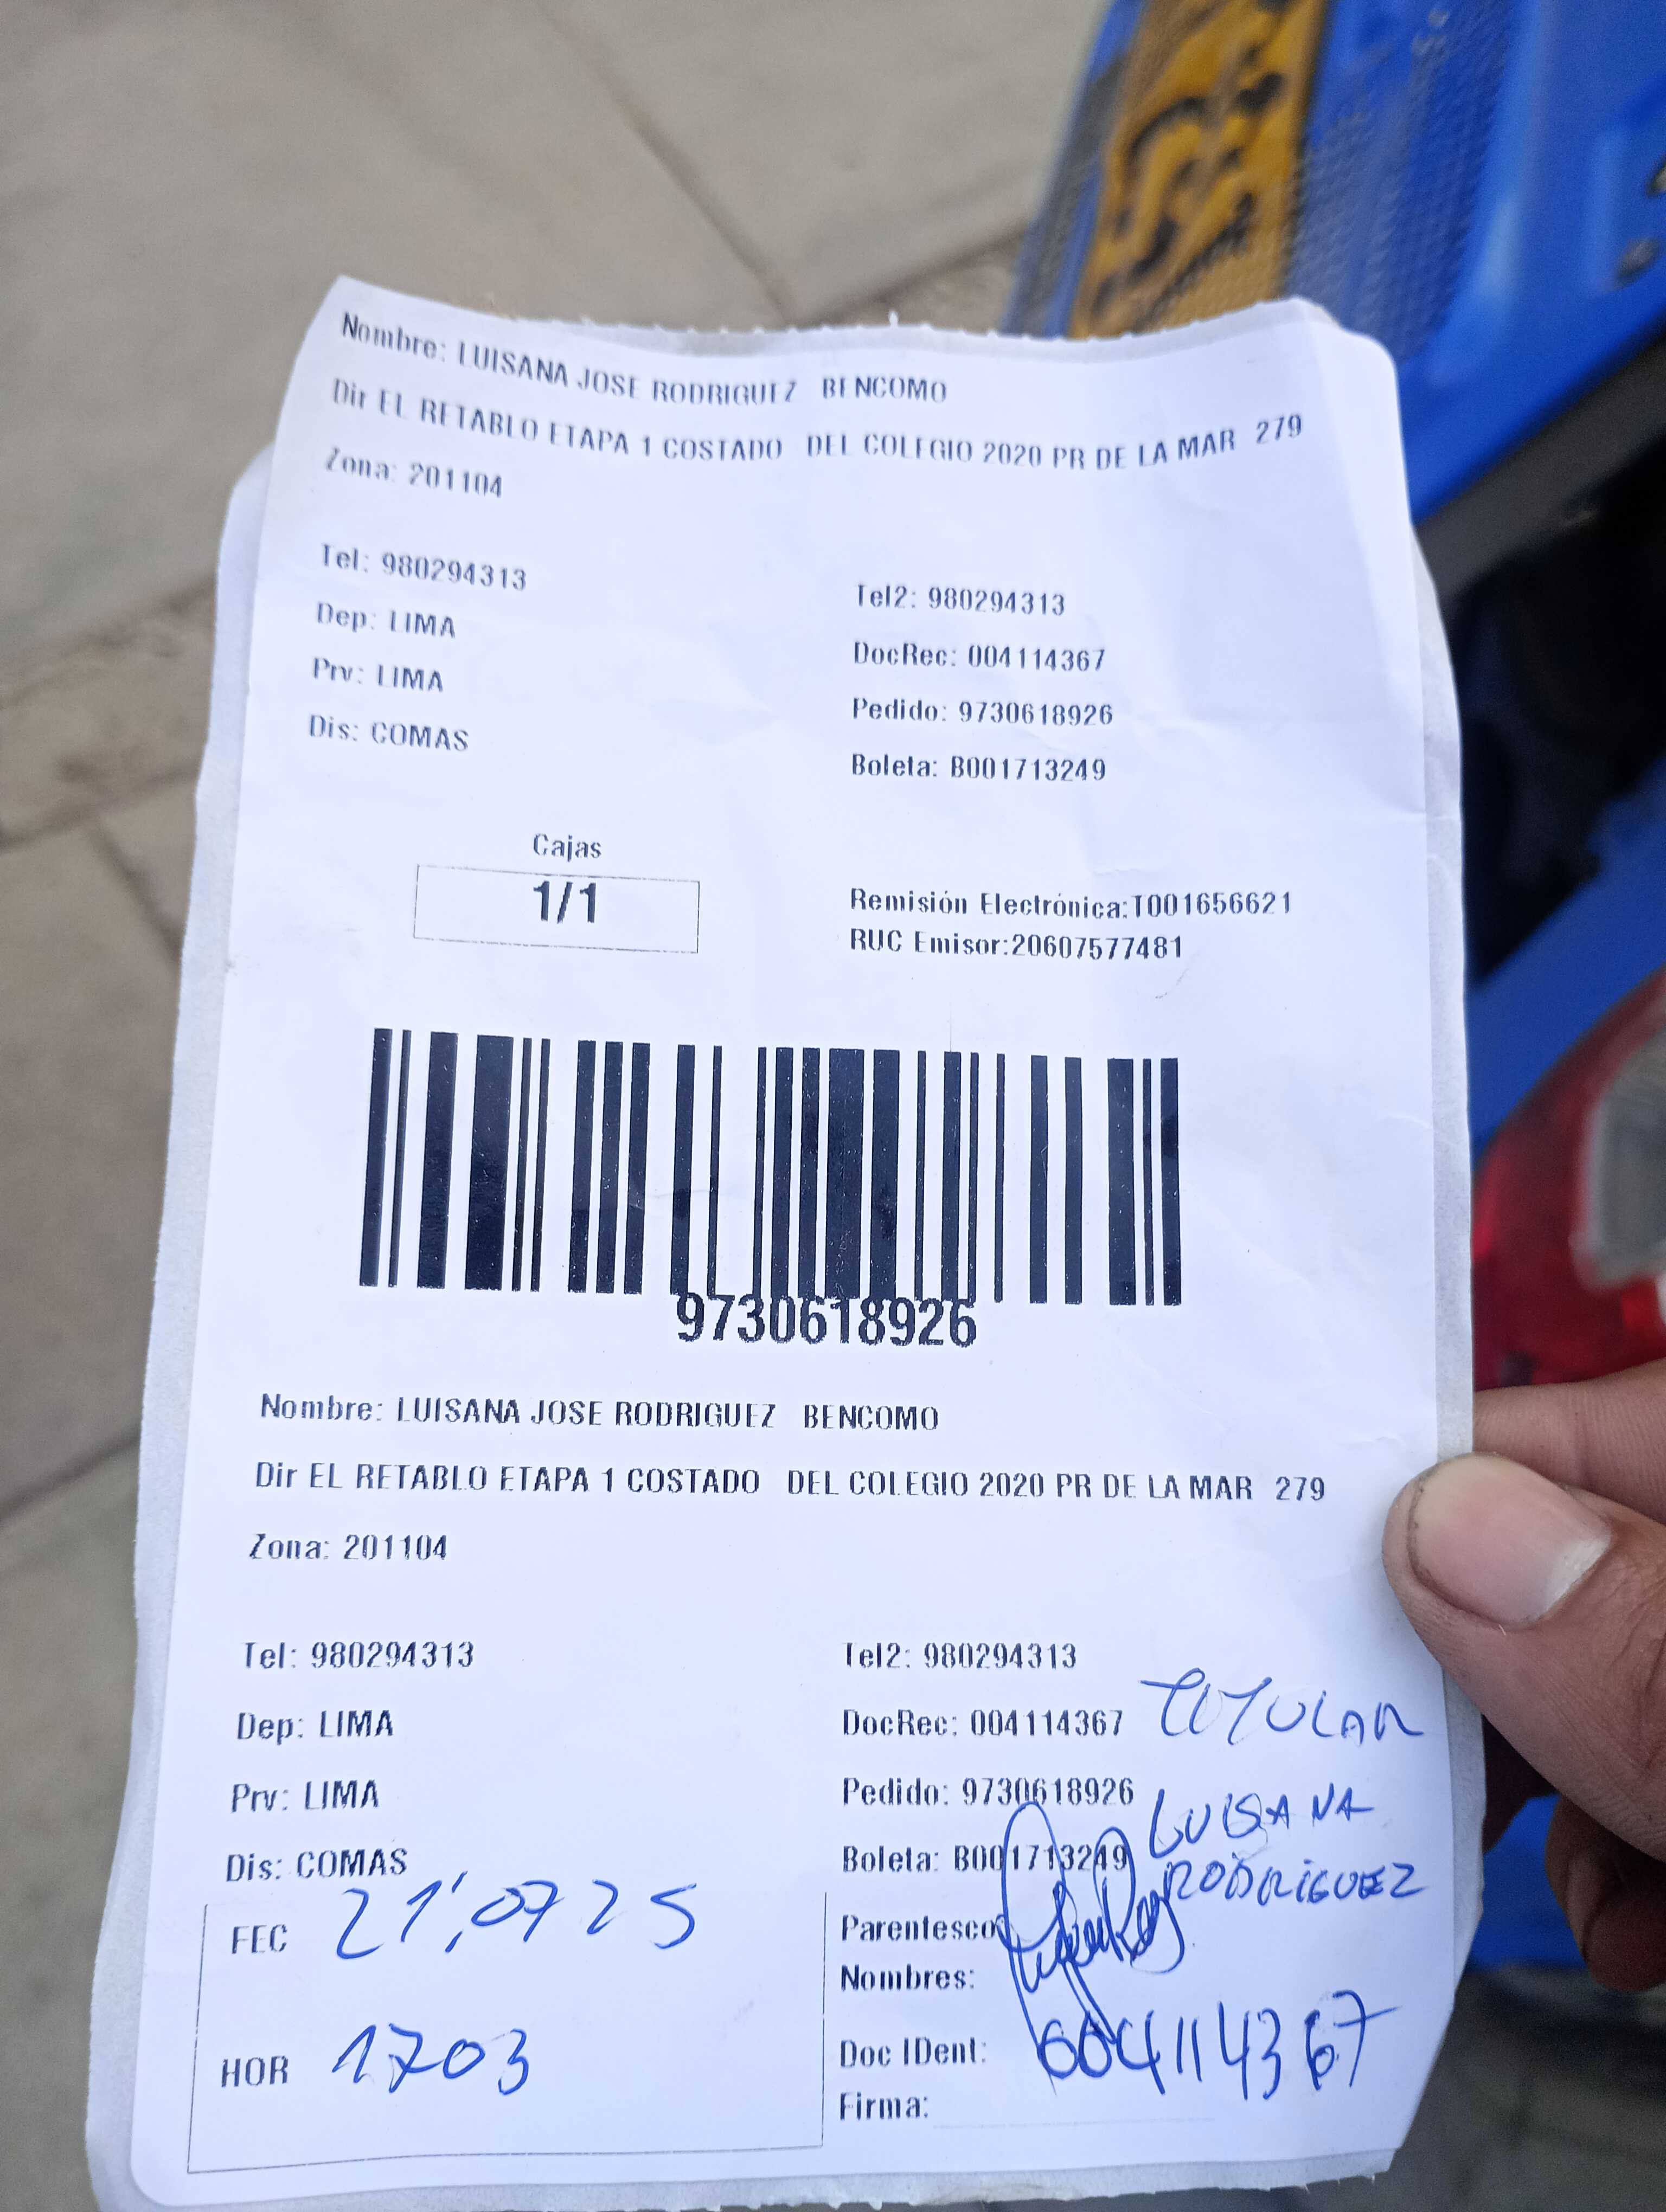 Nombre: LUISANA JOSE RODRIGUEZ BENCOMO
Dir EL RETABLO ETAPA 1 COSTADO DEL COLEGIO 2020 PR DE LA MAR 279
Zona: 201104
Tel: 980294313 Tel2: 980294313
Dep: LIMA DocRec: 004114367
Prv: LIMA Pedido: 9730618926
Dis: COMAS Boleta: B001713249
Cajas
1/1
Remisión Electrónica:T001656621
RUC Emisor:20607577481
9730618926
Nombre: LUISANA JOSE RODRIGUEZ BENCOMO
Dir EL RETABLO ETAPA 1 COSTADO DEL COLEGIO 2020 PR DE LA MAR 279
Zona: 201104
Tel: 980294313 Tel2: 980294313
Dep: LIMA DocRec: 004114367 TITULAR
Prv: LIMA Pedido: 9730618926 LUISANA
Dis: COMAS Boleta: B001713249 RODRIGUEZ
FEC 21,07 25 Parentesco
Nombres:
HOR 1703 Doc IDent: 004114367
Firma: